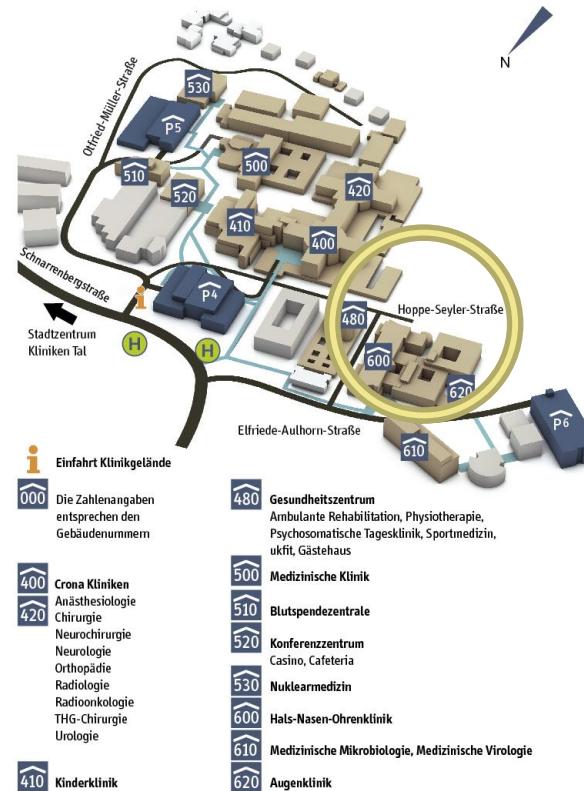 N
Otfried-Müller-Straße
530
P5
500
510
420
520
410
400
Schnarrenbergstraße
P4
i
Hoppe-Seyler-Straße
480
Stadtzentrum
Kliniken Tal
H
H
600
620
P6
Elfriede-Aulhorn-Straße
610
i Einfahrt Klinikgelände
000 Die Zahlenangaben
entsprechen den
Gebäudenummern
400 Crona Kliniken
420 Anästhesiologie
Chirurgie
Neurochirurgie
Neurologie
Orthopädie
Radiologie
Radioonkologie
THG-Chirurgie
Urologie
410 Kinderklinik
480 Gesundheitszentrum
Ambulante Rehabilitation, Physiotherapie,
Psychosomatische Tagesklinik, Sportmedizin,
ukfit, Gästehaus
500 Medizinische Klinik
510 Blutspendezentrale
520 Konferenzzentrum
Casino, Cafeteria
530 Nuklearmedizin
600 Hals-Nasen-Ohrenklinik
610 Medizinische Mikrobiologie, Medizinische Virologie
620 Augenklinik